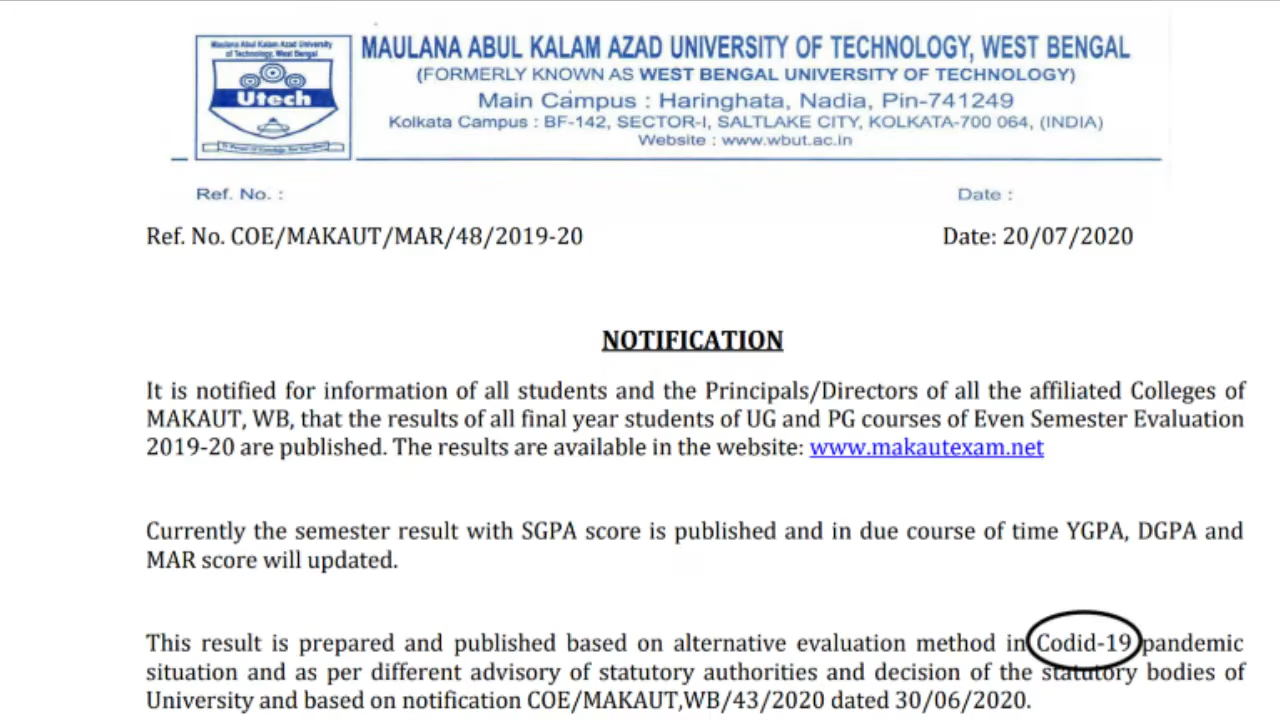 Maulana Abul Kalam Azad University
of Technology, West Bengal
Utech
MAULANA ABUL KALAM AZAD UNIVERSITY OF TECHNOLOGY, WEST BENGAL
(FORMERLY KNOWN AS WEST BENGAL UNIVERSITY OF TECHNOLOGY)
Main Campus : Haringhata, Nadia, Pin-741249
Kolkata Campus : BF-142, SECTOR-I, SALTLAKE CITY, KOLKATA-700 064, (INDIA)
Website : www.wbut.ac.in
Ref. No. : Date :
Ref. No. COE/MAKAUT/MAR/48/2019-20 Date: 20/07/2020
NOTIFICATION
It is notified for information of all students and the Principals/Directors of all the affiliated Colleges of
MAKAUT, WB, that the results of all final year students of UG and PG courses of Even Semester Evaluation
2019-20 are published. The results are available in the website: www.makautexam.net
Currently the semester result with SGPA score is published and in due course of time YGPA, DGPA and
MAR score will updated.
This result is prepared and published based on alternative evaluation method in Codid-19 pandemic
situation and as per different advisory of statutory authorities and decision of the statutory bodies of
University and based on notification COE/MAKAUT,WB/43/2020 dated 30/06/2020.